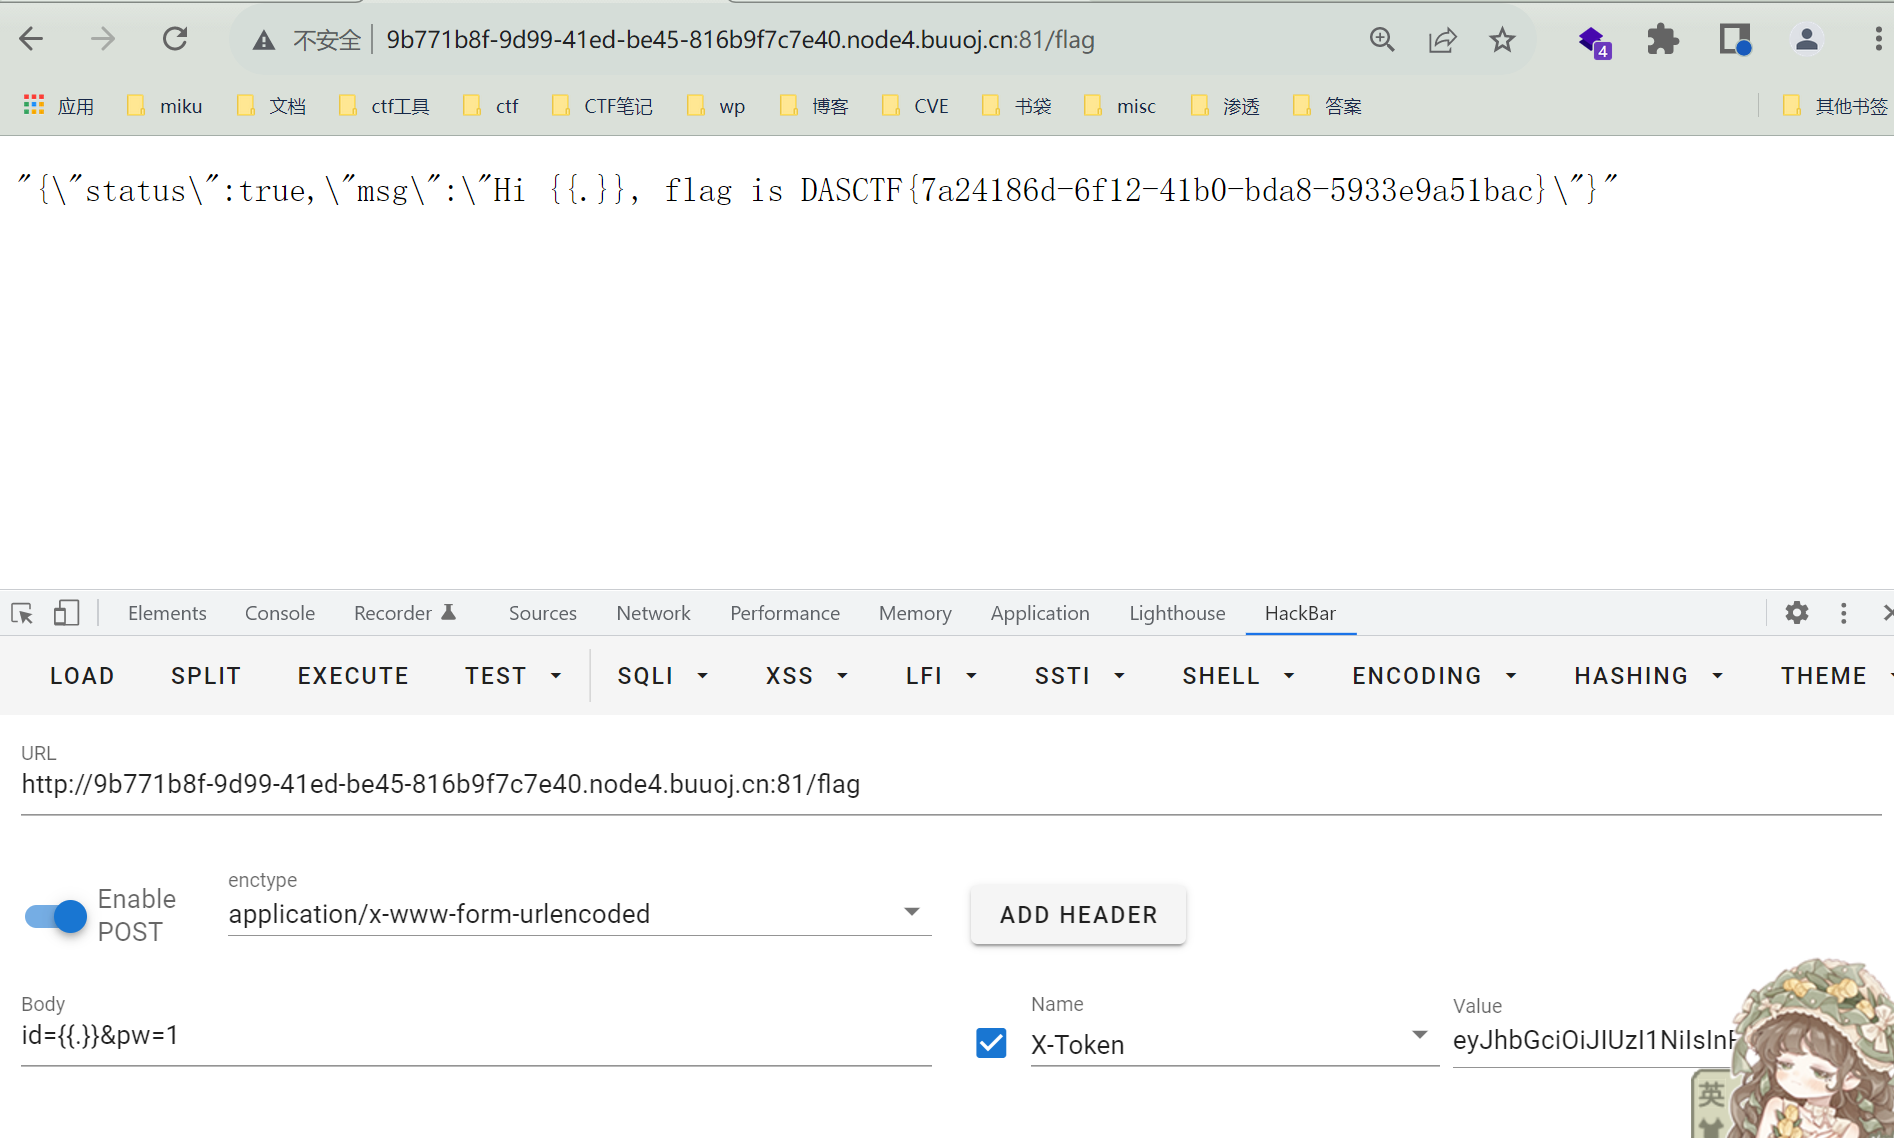 不安全 9b771b8f-9d99-41ed-be45-816b9f7c7e40.node4.buuoj.cn:81/flag
4
应用 miku 文档 ctf工具 ctf CTF笔记 wp 博客 CVE 书袋 misc 渗透 答案 其他书签
"{\"status\":true,\"msg\":\"Hi {{.}}, flag is DASCTF{7a24186d-6f12-41b0-bda8-5933e9a51bac}\"}"
Elements Console Recorder Sources Network Performance Memory Application Lighthouse HackBar
LOAD SPLIT EXECUTE TEST SQLI XSS LFI SSTI SHELL ENCODING HASHING THEME
URL
http://9b771b8f-9d99-41ed-be45-816b9f7c7e40.node4.buuoj.cn:81/flag
Enable POST
enctype
application/x-www-form-urlencoded
ADD HEADER
Body
id={{.}}&pw=1
Name
X-Token
Value
eyJhbGciOiJIUzI1NiIsInR
英